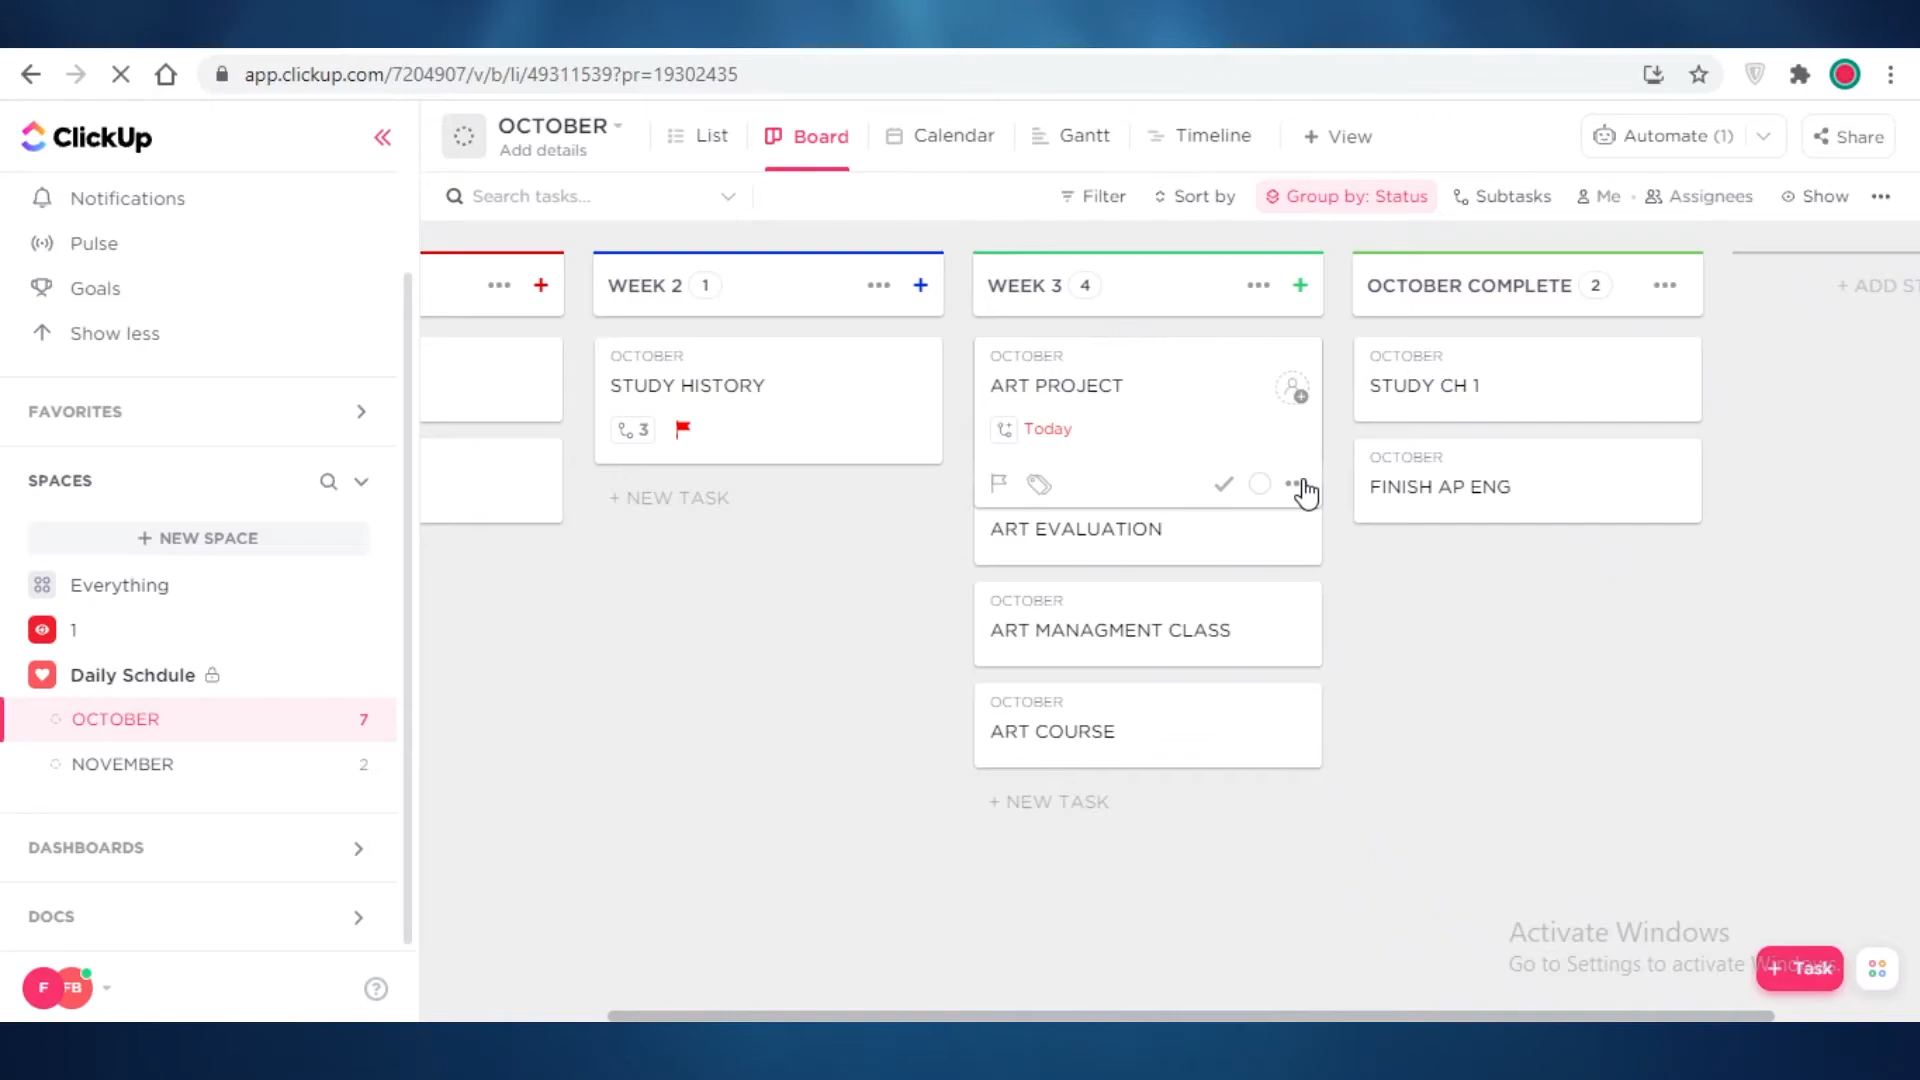 app.clickup.com/7204907/v/b/li/49311539?pr=19302435
ClickUp
OCTOBER
Add details
List
Board
Calendar
Gantt
Timeline
+ View
Automate (1)
Share
Notifications
Pulse
Goals
Show less
FAVORITES
SPACES
+ NEW SPACE
Everything
1
Daily Schdule
OCTOBER 7
NOVEMBER 2
DASHBOARDS
DOCS
F FB
Search tasks...
Filter
Sort by
Group by: Status
Subtasks
Me
Assignees
Show
WEEK 2 1
OCTOBER
STUDY HISTORY
3
+ NEW TASK
WEEK 3 4
OCTOBER
ART PROJECT
Today
ART EVALUATION
OCTOBER
ART MANAGMENT CLASS
OCTOBER
ART COURSE
+ NEW TASK
OCTOBER COMPLETE 2
OCTOBER
STUDY CH 1
OCTOBER
FINISH AP ENG
+ ADD ST
Activate Windows
Go to Settings to activate Windows.
+ Task